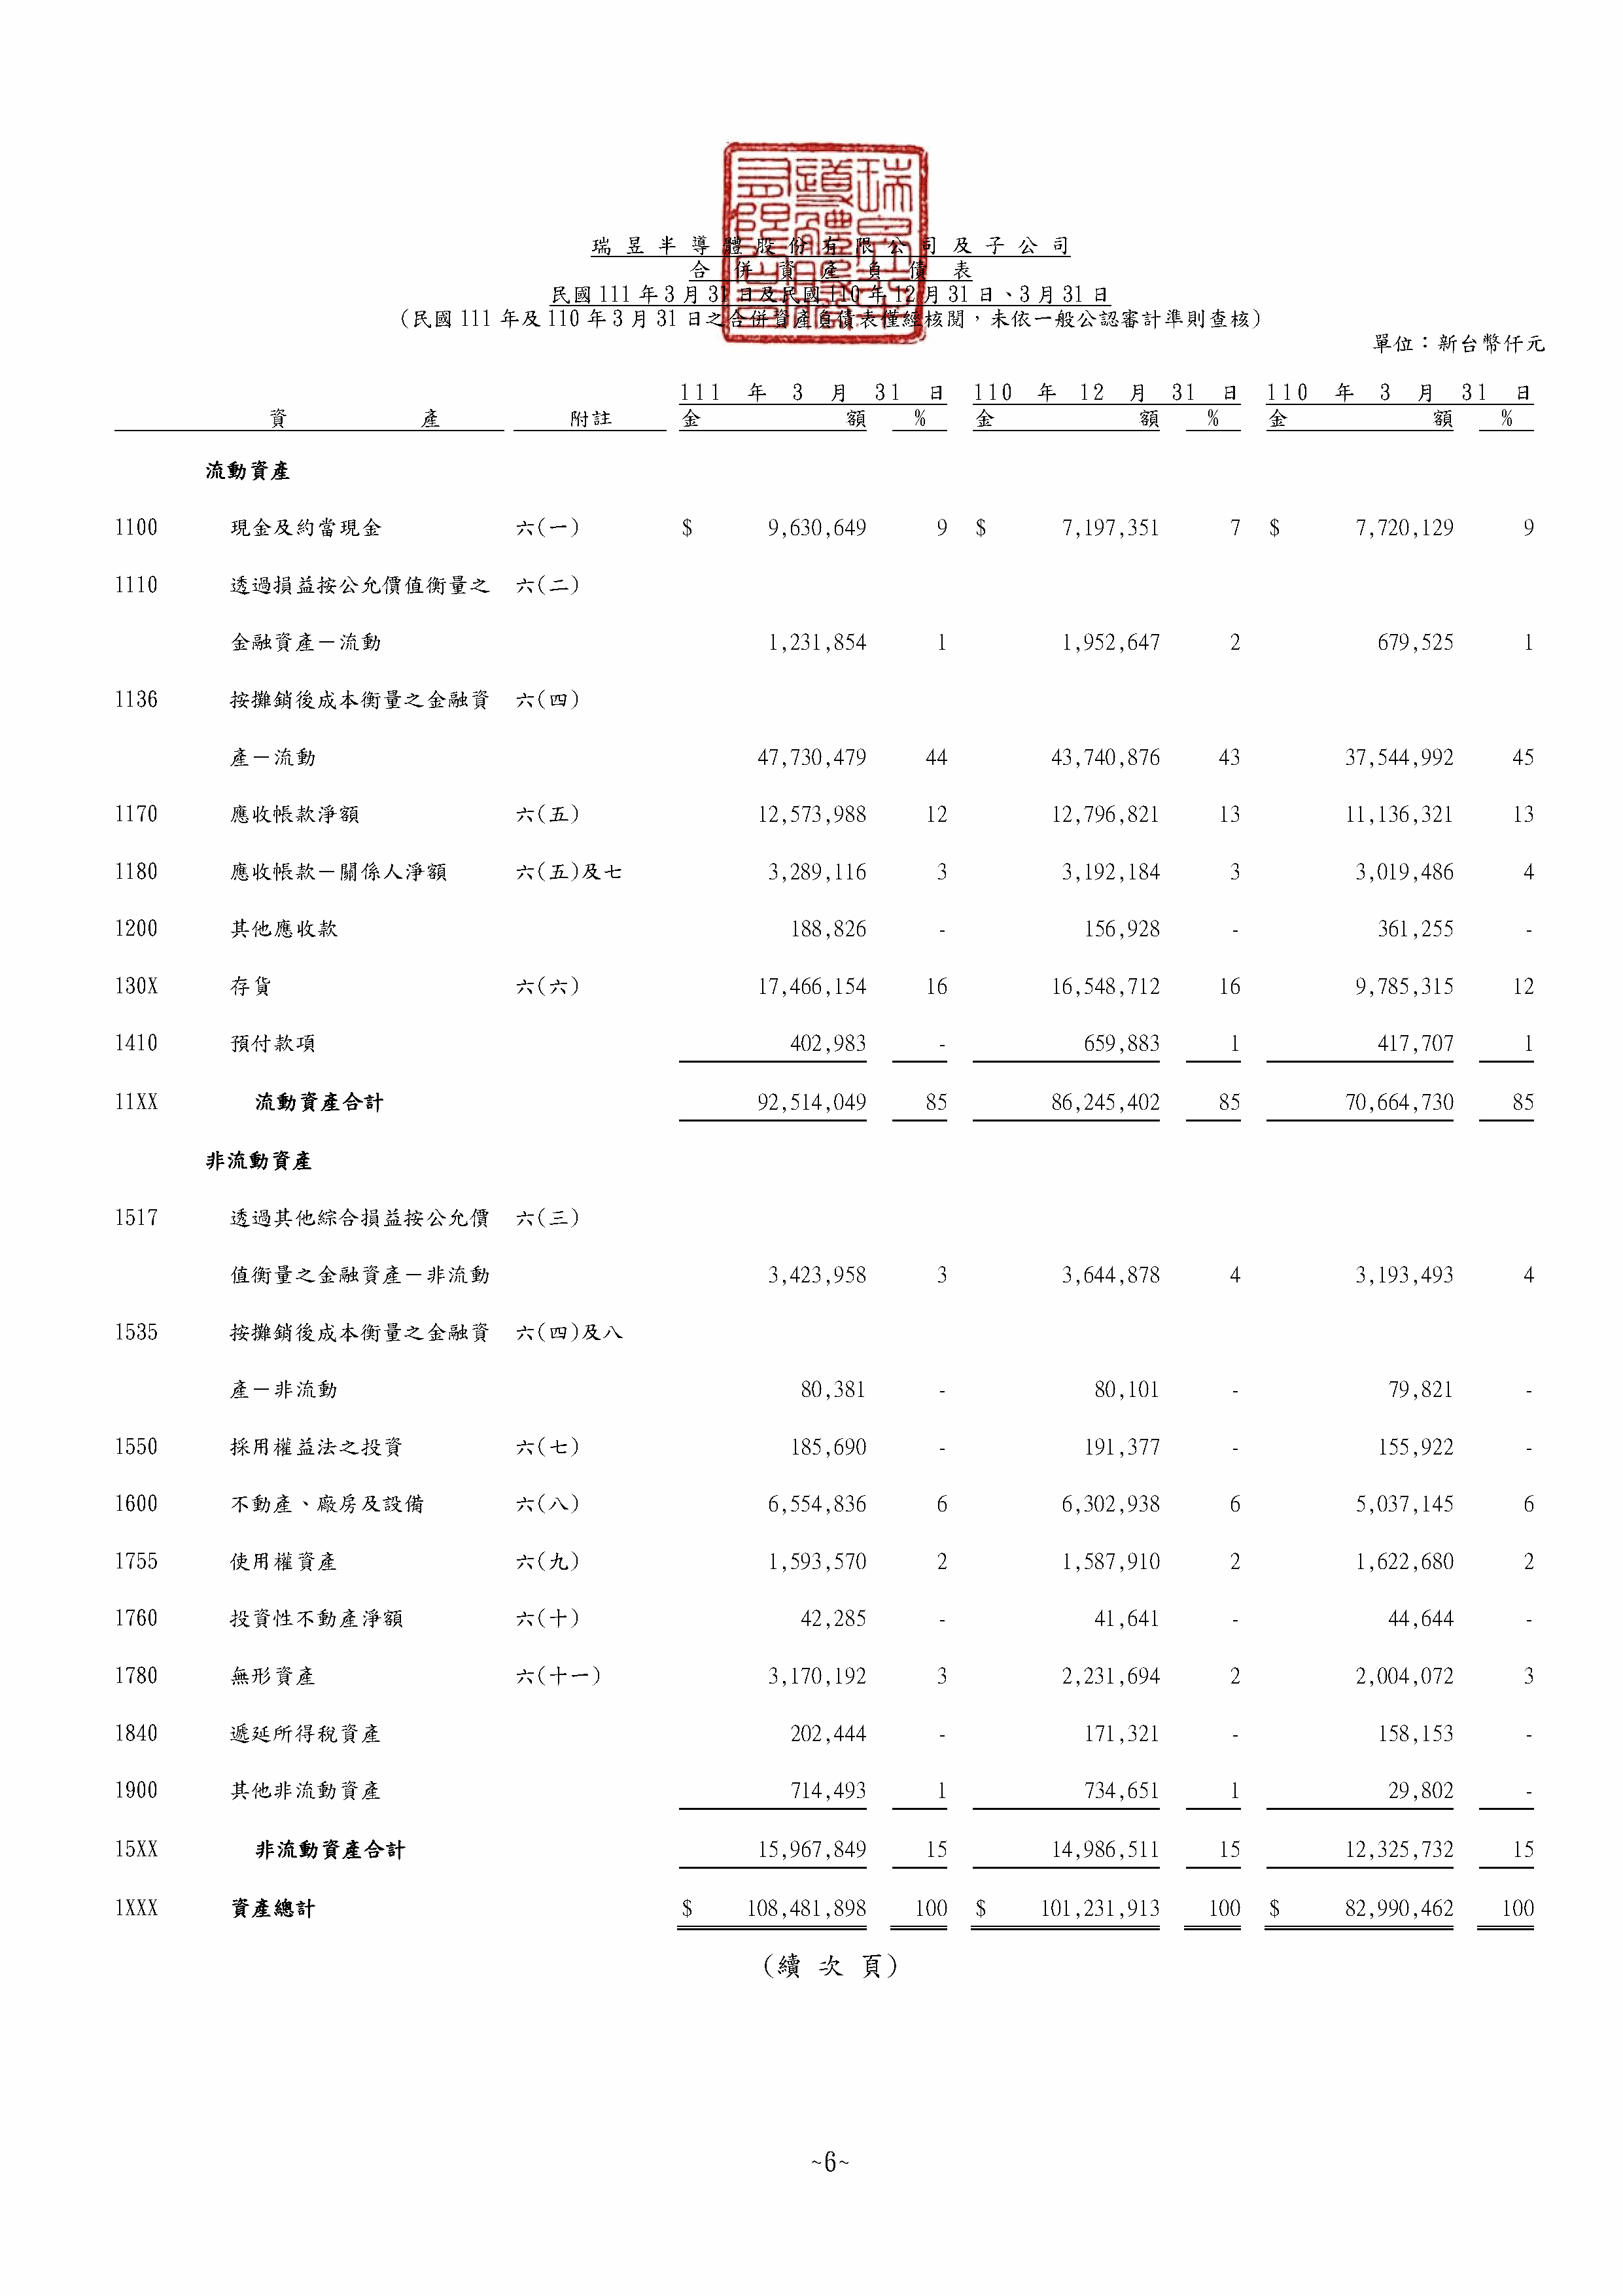 瑞昱半導體股份有限公司及子公司
合併資產負債表
民國111年3月31日及民國110年12月31日、3月31日
(民國111年及110年3月31日之合併資產負債表僅經核閱，未依一般公認審計準則查核)
單位：新台幣仟元
111 年 3 月 31 日 110 年 12 月 31 日 110 年 3 月 31 日
資 產 附註 金 額 % 金 額 % 金 額 %
流動資產
1100 現金及約當現金 六(一) $ 9,630,649 9 $ 7,197,351 7 $ 7,720,129 9
1110 透過損益按公允價值衡量之 六(二)
金融資產－流動 1,231,854 1 1,952,647 2 679,525 1
1136 按攤銷後成本衡量之金融資 六(四)
產－流動 47,730,479 44 43,740,876 43 37,544,992 45
1170 應收帳款淨額 六(五) 12,573,988 12 12,796,821 13 11,136,321 13
1180 應收帳款－關係人淨額 六(五)及七 3,289,116 3 3,192,184 3 3,019,486 4
1200 其他應收款 188,826 - 156,928 - 361,255 -
130X 存貨 六(六) 17,466,154 16 16,548,712 16 9,785,315 12
1410 預付款項 402,983 - 659,883 1 417,707 1
11XX 流動資產合計 92,514,049 85 86,245,402 85 70,664,730 85
非流動資產
1517 透過其他綜合損益按公允價 六(三)
值衡量之金融資產－非流動 3,423,958 3 3,644,878 4 3,193,493 4
1535 按攤銷後成本衡量之金融資 六(四)及八
產－非流動 80,381 - 80,101 - 79,821 -
1550 採用權益法之投資 六(七) 185,690 - 191,377 - 155,922 -
1600 不動產、廠房及設備 六(八) 6,554,836 6 6,302,938 6 5,037,145 6
1755 使用權資產 六(九) 1,593,570 2 1,587,910 2 1,622,680 2
1760 投資性不動產淨額 六(十) 42,285 - 41,641 - 44,644 -
1780 無形資產 六(十一) 3,170,192 3 2,231,694 2 2,004,072 3
1840 遞延所得稅資產 202,444 - 171,321 - 158,153 -
1900 其他非流動資產 714,493 1 734,651 1 29,802 -
15XX 非流動資產合計 15,967,849 15 14,986,511 15 12,325,732 15
1XXX 資產總計 $ 108,481,898 100 $ 101,231,913 100 $ 82,990,462 100
(續次頁)
~6~